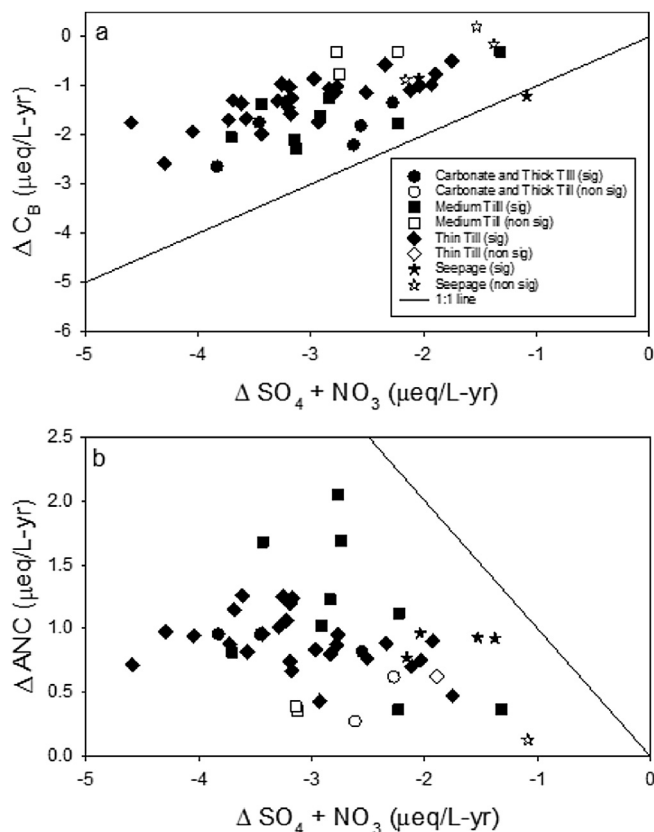 a
0
-1
-2
-3
-4
-5
-6
Δ C_B (μeq/L-yr)
Carbonate and Thick Till (sig)
Carbonate and Thick Till (non sig)
Medium Till (sig)
Medium Till (non sig)
Thin Till (sig)
Thin Till (non sig)
Seepage (sig)
Seepage (non sig)
1:1 line
-5 -4 -3 -2 -1 0
Δ SO₄ + NO₃ (μeq/L-yr)
b
2.5
2.0
1.5
1.0
0.5
0.0
Δ ANC (μeq/L-yr)
-5 -4 -3 -2 -1 0
Δ SO₄ + NO₃ (μeq/L-yr)